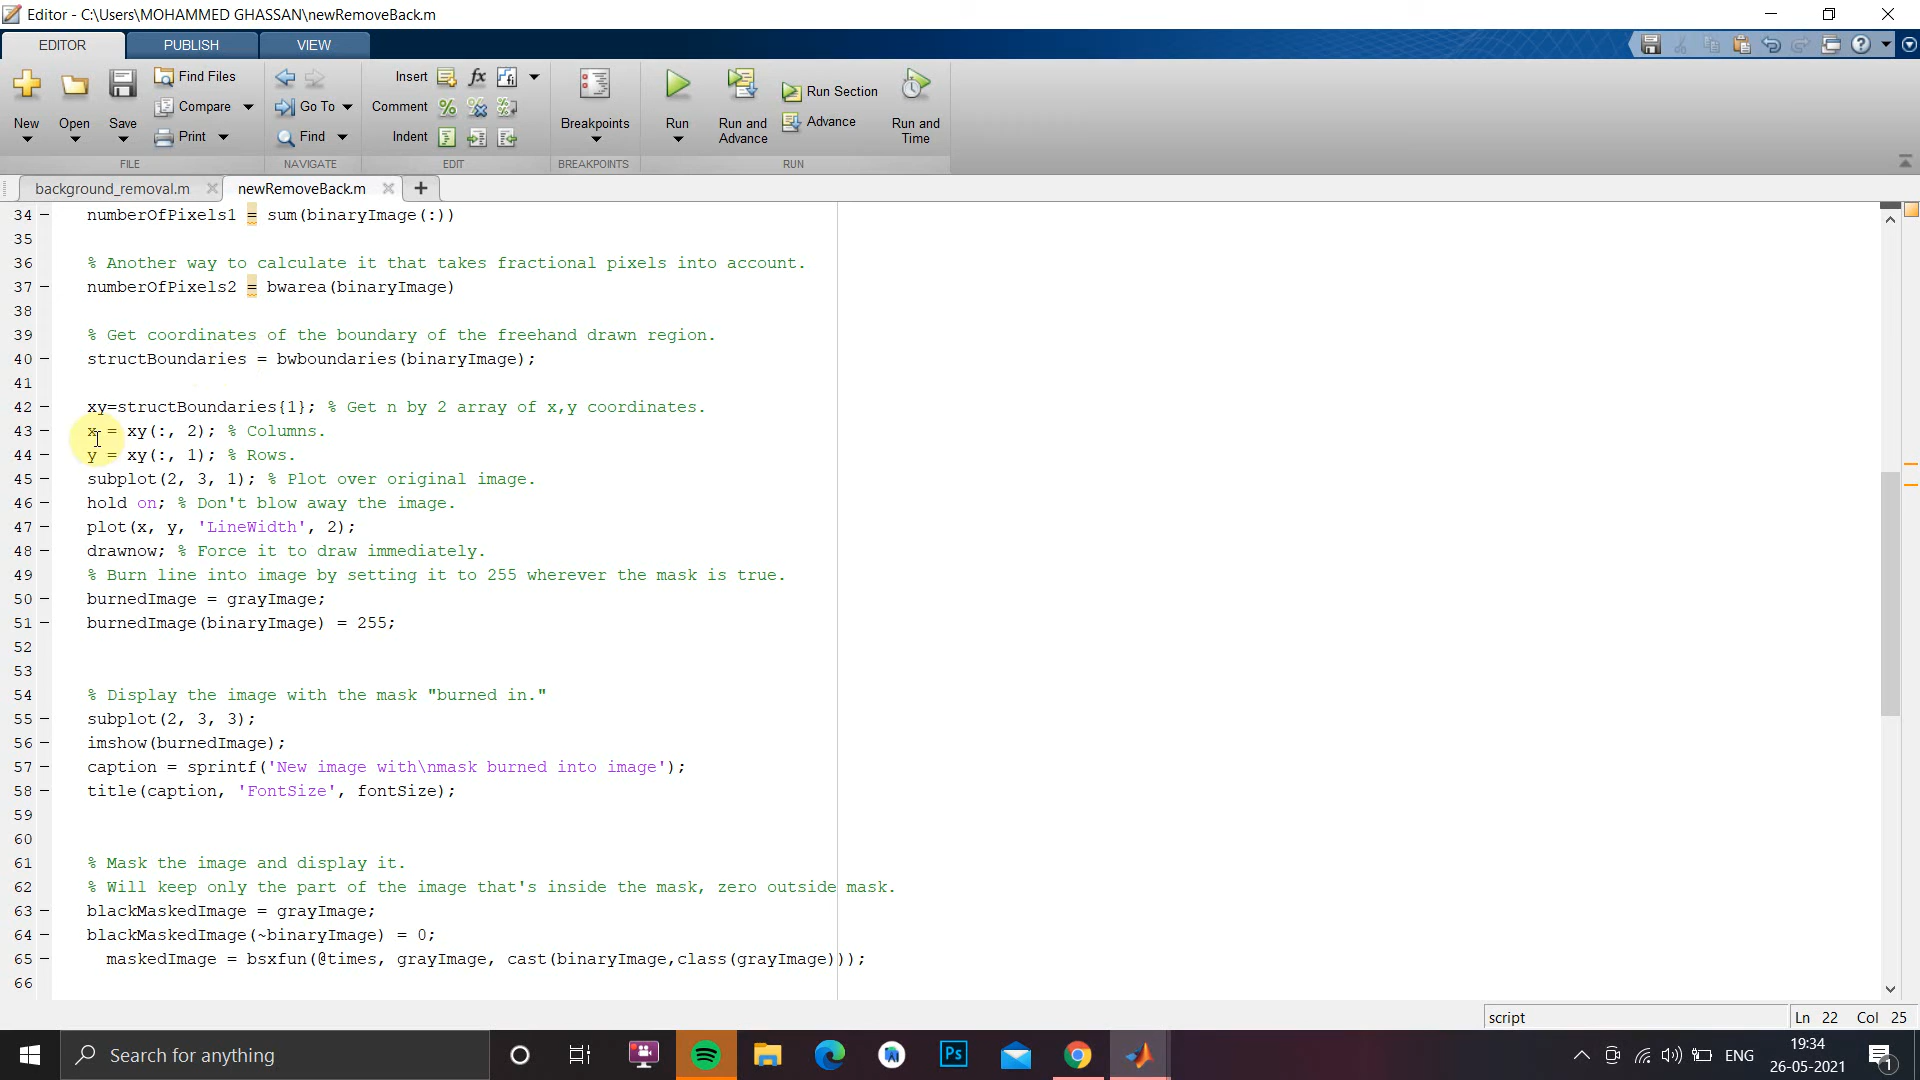 Editor - C:\Users\MOHAMMED GHASSAN\newRemoveBack.m
EDITOR PUBLISH VIEW
New Open Save Find Files Compare Print
Go To Find
Insert fx Comment Indent
Breakpoints
Run Run and Advance Run Section Advance Run and Time
FILE NAVIGATE EDIT BREAKPOINTS RUN
background_removal.m newRemoveBack.m
34 numberOfPixels1 = sum(binaryImage(:))
35
36 % Another way to calculate it that takes fractional pixels into account.
37 numberOfPixels2 = bwarea(binaryImage)
38
39 % Get coordinates of the boundary of the freehand drawn region.
40 structBoundaries = bwboundaries(binaryImage);
41
42 xy=structBoundaries{1}; % Get n by 2 array of x,y coordinates.
43 x = xy(:, 2); % Columns.
44 y = xy(:, 1); % Rows.
45 subplot(2, 3, 1); % Plot over original image.
46 hold on; % Don't blow away the image.
47 plot(x, y, 'LineWidth', 2);
48 drawnow; % Force it to draw immediately.
49 % Burn line into image by setting it to 255 wherever the mask is true.
50 burnedImage = grayImage;
51 burnedImage(binaryImage) = 255;
52
53
54 % Display the image with the mask "burned in."
55 subplot(2, 3, 3);
56 imshow(burnedImage);
57 caption = sprintf('New image with\nmask burned into image');
58 title(caption, 'FontSize', fontSize);
59
60
61 % Mask the image and display it.
62 % Will keep only the part of the image that's inside the mask, zero outside mask.
63 blackMaskedImage = grayImage;
64 blackMaskedImage(~binaryImage) = 0;
65 maskedImage = bsxfun(@times, grayImage, cast(binaryImage,class(grayImage)));
66
script Ln 22 Col 25
Search for anything Ps ENG 19:34
26-05-2021 1